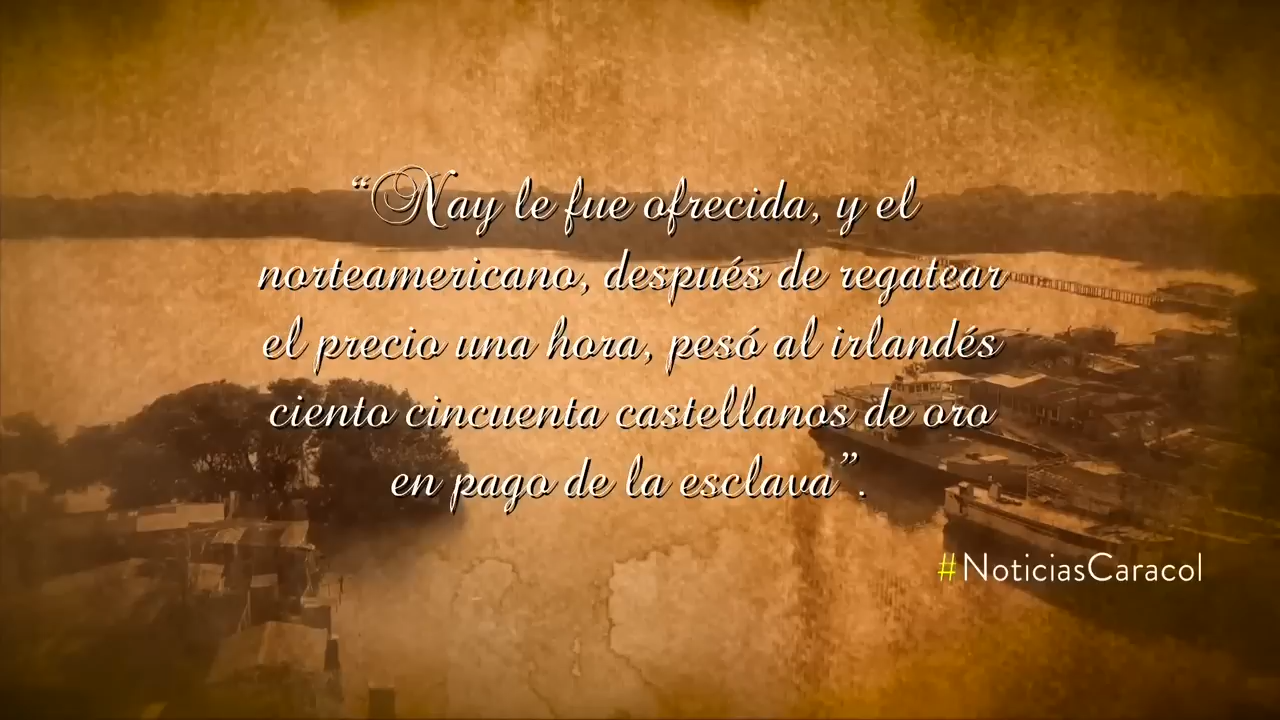 “Nay le fue ofrecida, y el
norteamericano, después de regatear
el precio una hora, pesó al irlandés
ciento cincuenta castellanos de oro
en pago de la esclava”.
#NoticiasCaracol